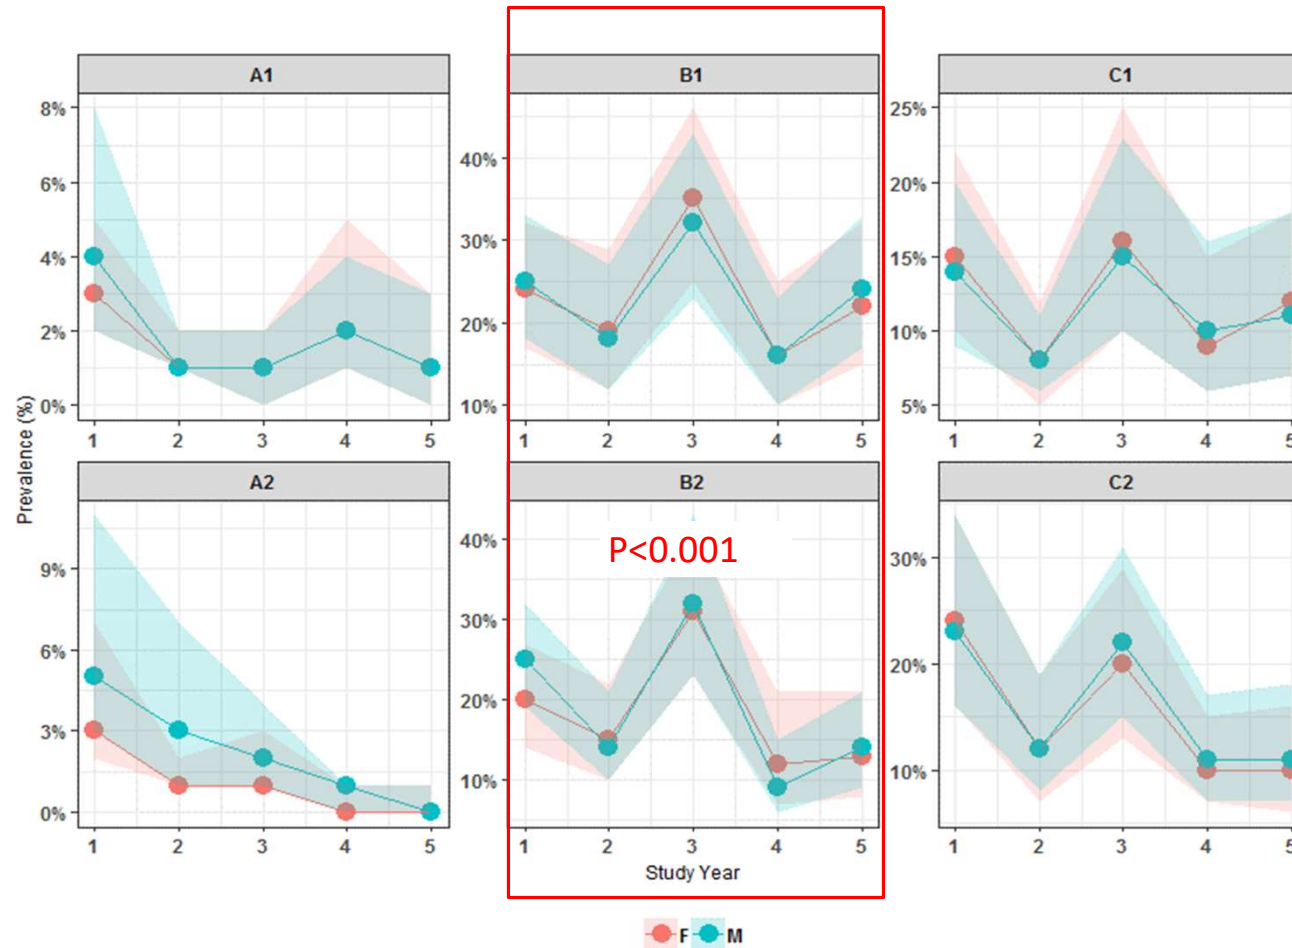 A1 B1 C1
8% 6% 4% 2% 0%
40% 30% 20% 10%
25% 20% 15% 10% 5%
1 2 3 4 5 1 2 3 4 5 1 2 3 4 5
Prevalence (%)
A2 B2 C2
9% 6% 3% 0%
40% 30% 20% 10%
P<0.001
30% 20% 10%
1 2 3 4 5 1 2 3 4 5 1 2 3 4 5
Study Year
F M